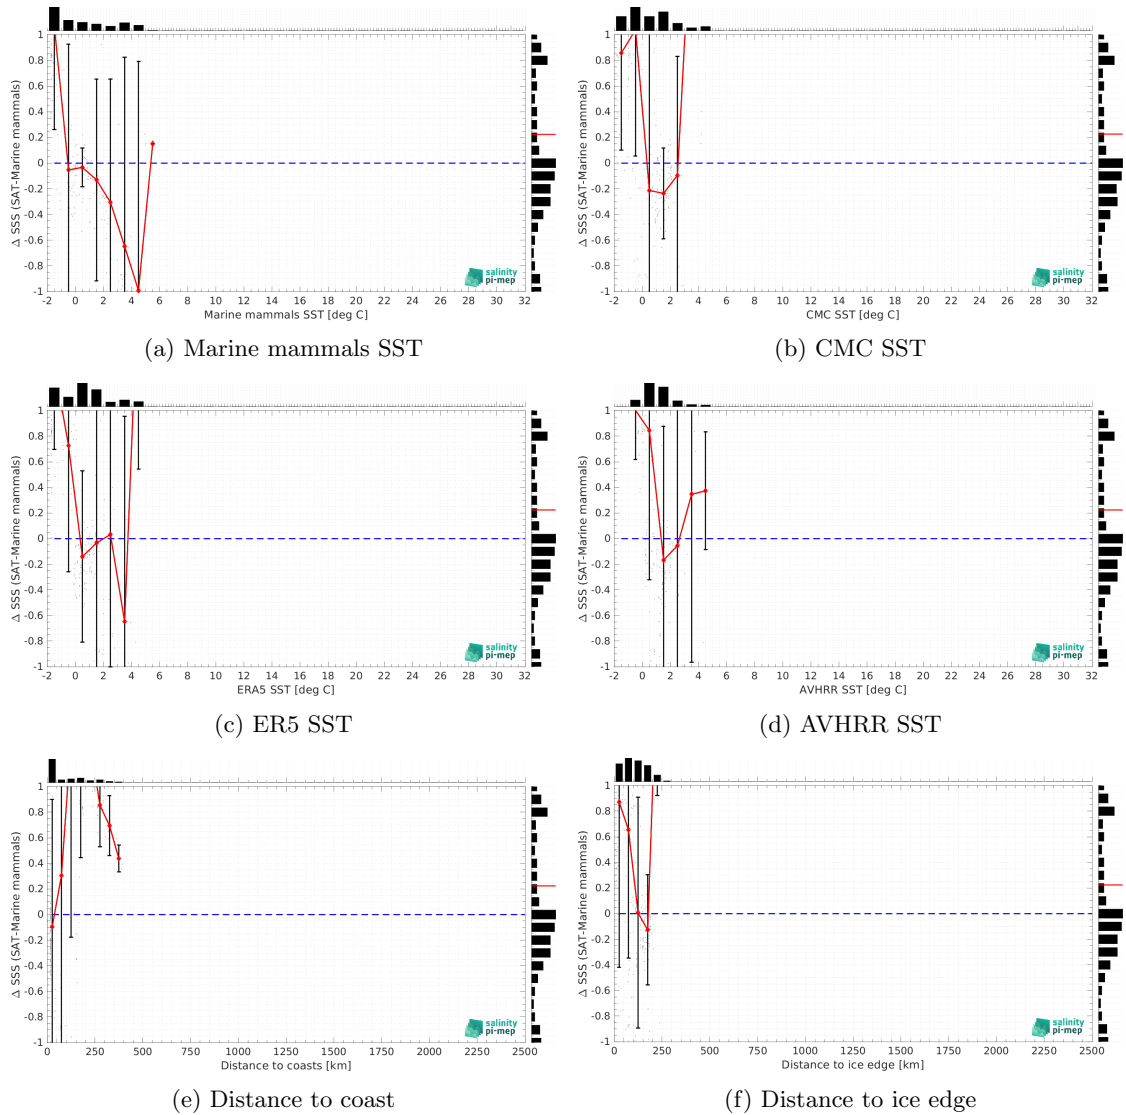 1
0.8
0.6
0.4
0.2
0
-0.2
-0.4
-0.6
-0.8
-1
Δ SSS (SAT-Marine mammals)
salinity
pi-mep
-2 0 2 4 6 8 10 12 14 16 18 20 22 24 26 28 30 32
Marine mammals SST [deg C]
(a) Marine mammals SST
1
0.8
0.6
0.4
0.2
0
-0.2
-0.4
-0.6
-0.8
-1
Δ SSS (SAT-Marine mammals)
salinity
pi-mep
-2 0 2 4 6 8 10 12 14 16 18 20 22 24 26 28 30 32
CMC SST [deg C]
(b) CMC SST
1
0.8
0.6
0.4
0.2
0
-0.2
-0.4
-0.6
-0.8
-1
Δ SSS (SAT-Marine mammals)
salinity
pi-mep
-2 0 2 4 6 8 10 12 14 16 18 20 22 24 26 28 30 32
ERA5 SST [deg C]
(c) ER5 SST
1
0.8
0.6
0.4
0.2
0
-0.2
-0.4
-0.6
-0.8
-1
Δ SSS (SAT-Marine mammals)
salinity
pi-mep
-2 0 2 4 6 8 10 12 14 16 18 20 22 24 26 28 30 32
AVHRR SST [deg C]
(d) AVHRR SST
1
0.8
0.6
0.4
0.2
0
-0.2
-0.4
-0.6
-0.8
-1
Δ SSS (SAT-Marine mammals)
salinity
pi-mep
0 250 500 750 1000 1250 1500 1750 2000 2250 2500
Distance to coasts [km]
(e) Distance to coast
1
0.8
0.6
0.4
0.2
0
-0.2
-0.4
-0.6
-0.8
-1
Δ SSS (SAT-Marine mammals)
salinity
pi-mep
0 250 500 750 1000 1250 1500 1750 2000 2250 2500
Distance to ice edge [km]
(f) Distance to ice edge